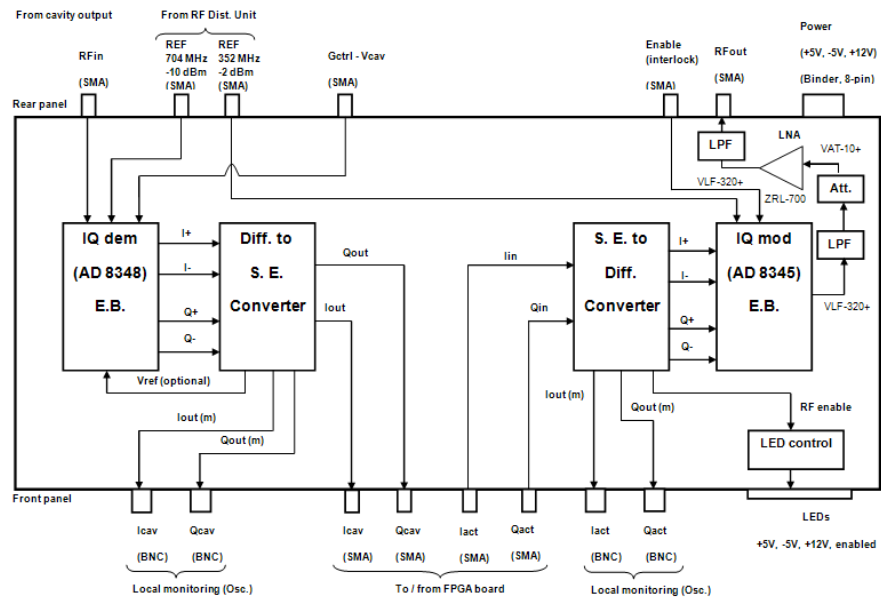 From cavity output
From RF Dist. Unit
RFin
(SMA)
REF
704 MHz
-10 dBm
(SMA)
REF
352 MHz
-2 dBm
(SMA)
Gctrl - Vcav
(SMA)
Enable
(interlock)
(SMA)
RFout
(SMA)
Power
(+5V, -5V, +12V)
(Binder, 8-pin)
Rear panel
LPF
LNA
VAT-10+
VLF-320+
ZRL-700
Att.
LPF
VLF-320+
IQ dem
(AD 8348)
E.B.
I+
I-
Q+
Q-
Diff. to
S. E.
Converter
Qout
Iout
Iin
Qin
S. E. to
Diff.
Converter
I+
I-
Q+
Q-
IQ mod
(AD 8345)
E.B.
Vref (optional)
Iout (m)
Qout (m)
Iout (m)
Qout (m)
RF enable
LED control
Front panel
Icav
(BNC)
Qcav
(BNC)
Icav
(SMA)
Qcav
(SMA)
Iact
(SMA)
Qact
(SMA)
Iact
(BNC)
Qact
(BNC)
LEDs
+5V, -5V, +12V, enabled
Local monitoring (Osc.)
To / from FPGA board
Local monitoring (Osc.)